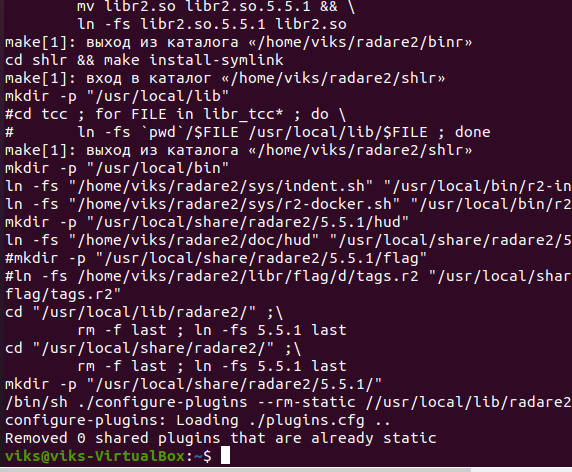 mv libr2.so libr2.so.5.5.1 && \
ln -fs libr2.so.5.5.1 libr2.so
make[1]: выход из каталога «/home/viks/radare2/binr»
cd shlr && make install-symlink
make[1]: вход в каталог «/home/viks/radare2/shlr»
mkdir -p "/usr/local/lib"
#cd tcc ; for FILE in libr_tcc* ; do \
#       ln -fs `pwd`/$FILE /usr/local/lib/$FILE ; done
make[1]: выход из каталога «/home/viks/radare2/shlr»
mkdir -p "/usr/local/bin"
ln -fs "/home/viks/radare2/sys/indent.sh" "/usr/local/bin/r2-in
ln -fs "/home/viks/radare2/sys/r2-docker.sh" "/usr/local/bin/r2
mkdir -p "/usr/local/share/radare2/5.5.1/hud"
ln -fs "/home/viks/radare2/doc/hud" "/usr/local/share/radare2/5
#mkdir -p "/usr/local/share/radare2/5.5.1/flag"
#ln -fs /home/viks/radare2/libr/flag/d/tags.r2 "/usr/local/shar
flag/tags.r2"
cd "/usr/local/lib/radare2/" ;\
rm -f last ; ln -fs 5.5.1 last
cd "/usr/local/share/radare2/" ;\
rm -f last ; ln -fs 5.5.1 last
mkdir -p "/usr/local/share/radare2/5.5.1/"
/bin/sh ./configure-plugins --rm-static //usr/local/lib/radare2
configure-plugins: Loading ./plugins.cfg ..
Removed 0 shared plugins that are already static
viks@viks-VirtualBox:~$